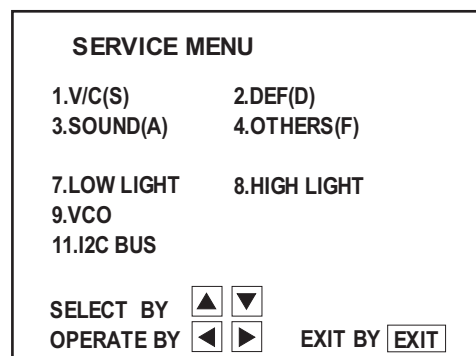 SERVICE MENU
1.V/C(S) 2.DEF(D)
3.SOUND(A) 4.OTHERS(F)
7.LOW LIGHT 8.HIGH LIGHT
9.VCO
11.I2C BUS
SELECT BY ▲ ▼
OPERATE BY ◀ ▶ EXIT BY EXIT